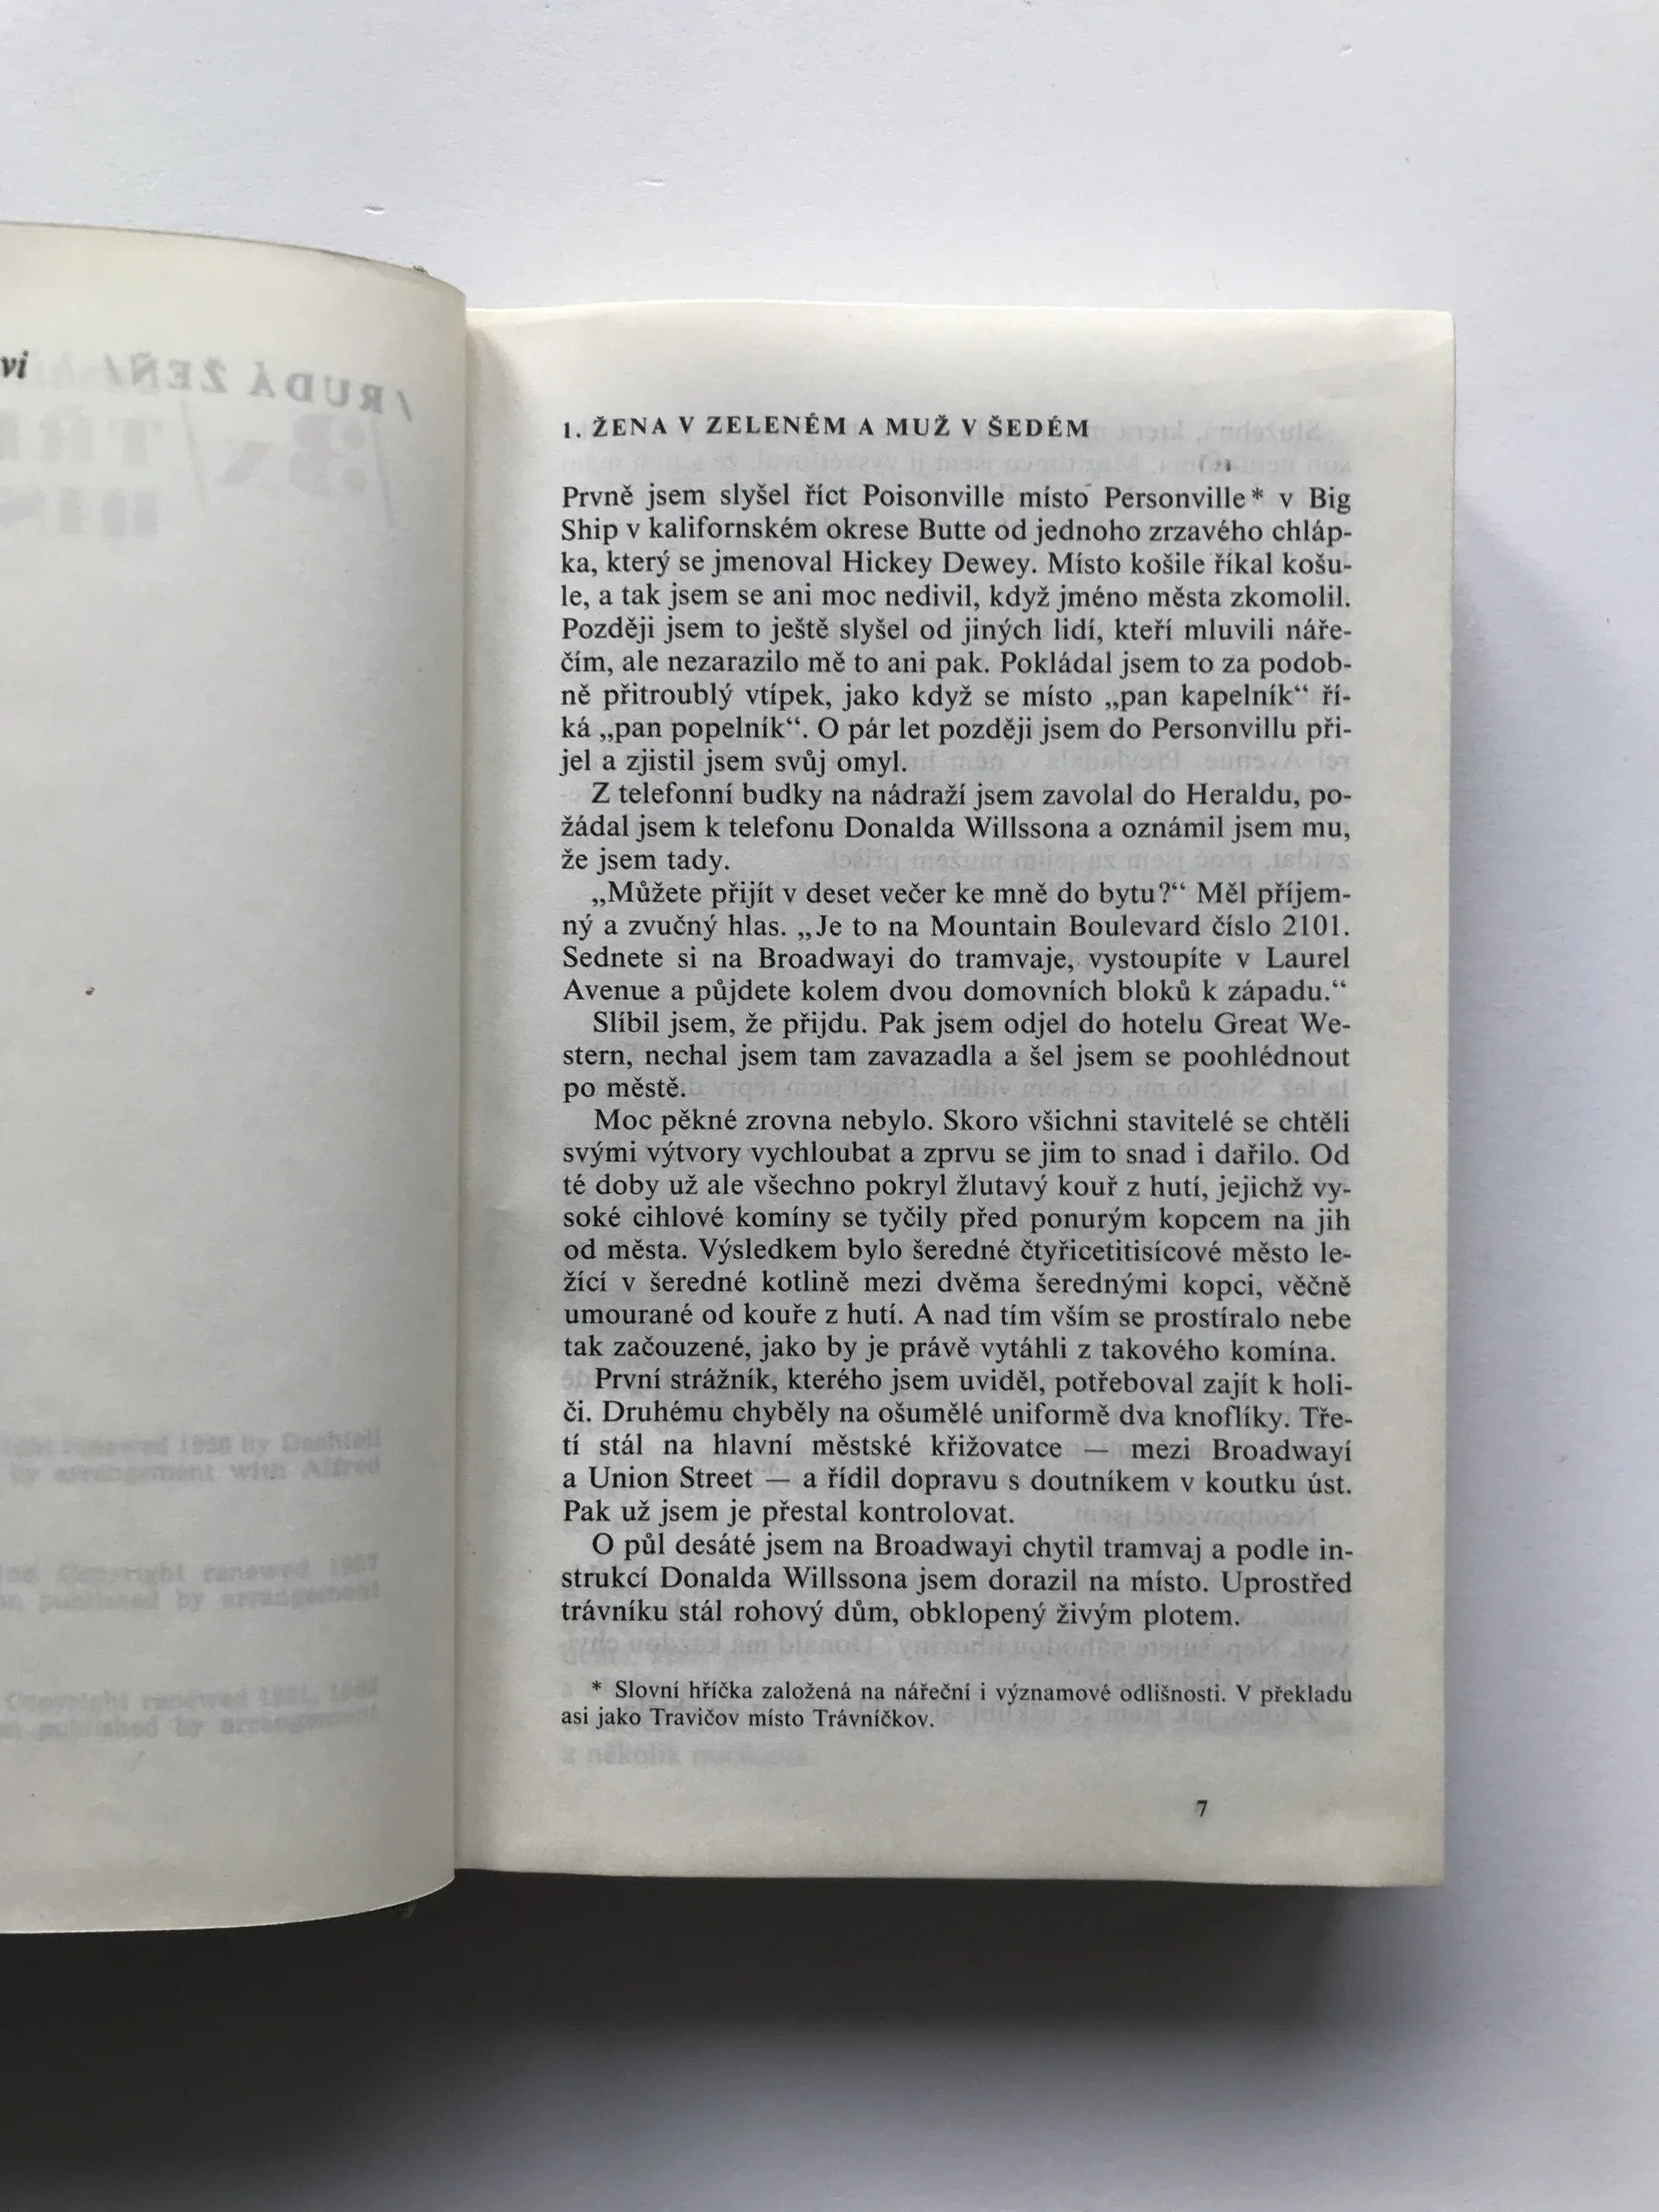 vi
1. ŽENA V ZELENÉM A MUŽ V ŠEDÉM
Prvně jsem slyšel říct Poisonville místo Personville* v Big
Ship v kalifornském okrese Butte od jednoho zrzavého chláp-
ka, který se jmenoval Hickey Dewey. Místo košile říkal košu-
le, a tak jsem se ani moc nedivil, když jméno města zkomolil.
Později jsem to ještě slyšel od jiných lidí, kteří mluvili náře-
čím, ale nezarazilo mě to ani pak. Pokládal jsem to za podob-
ně přitroublý vtípek, jako když se místo „pan kapelník“ ří-
ká „pan popelník“. O pár let později jsem do Personvillu při-
jel a zjistil jsem svůj omyl.
Z telefonní budky na nádraží jsem zavolal do Heraldu, po-
žádal jsem k telefonu Donalda Willssona a oznámil jsem mu,
že jsem tady.
„Můžete přijít v deset večer ke mně do bytu?“ Měl příjem-
ný a zvučný hlas. „Je to na Mountain Boulevard číslo 2101.
Sednete si na Broadwayi do tramvaje, vystoupíte v Laurel
Avenue a půjdete kolem dvou domovních bloků k západu.“
Slíbil jsem, že přijdu. Pak jsem odjel do hotelu Great We-
stern, nechal jsem tam zavazadla a šel jsem se poohlédnout
po městě.
Moc pěkné zrovna nebylo. Skoro všichni stavitelé se chtěli
svými výtvory vychloubat a zprvu se jim to snad i dařilo. Od
té doby už ale všechno pokryl žlutavý kouř z hutí, jejichž vy-
soké cihlové komíny se tyčily před ponurým kopcem na jih
od města. Výsledkem bylo šeredné čtyřicetitisícové město le-
žící v šeredné kotlině mezi dvěma šerednými kopci, věčně
umourané od kouře z hutí. A nad tím vším se prostíralo nebe
tak začouzené, jako by je právě vytáhli z takového komína.
První strážník, kterého jsem uviděl, potřeboval zajít k holi-
či. Druhému chyběly na ošumělé uniformě dva knoflíky. Tře-
tí stál na hlavní městské křižovatce — mezi Broadwayí
a Union Street — a řídil dopravu s doutníkem v koutku úst.
Pak už jsem je přestal kontrolovat.
O půl desáté jsem na Broadwayi chytil tramvaj a podle in-
strukcí Donalda Willssona jsem dorazil na místo. Uprostřed
trávníku stál rohový dům, obklopený živým plotem.
* Slovní hříčka založená na nářeční i významové odlišnosti. V překladu
asi jako Travičov místo Trávníčkov.
7